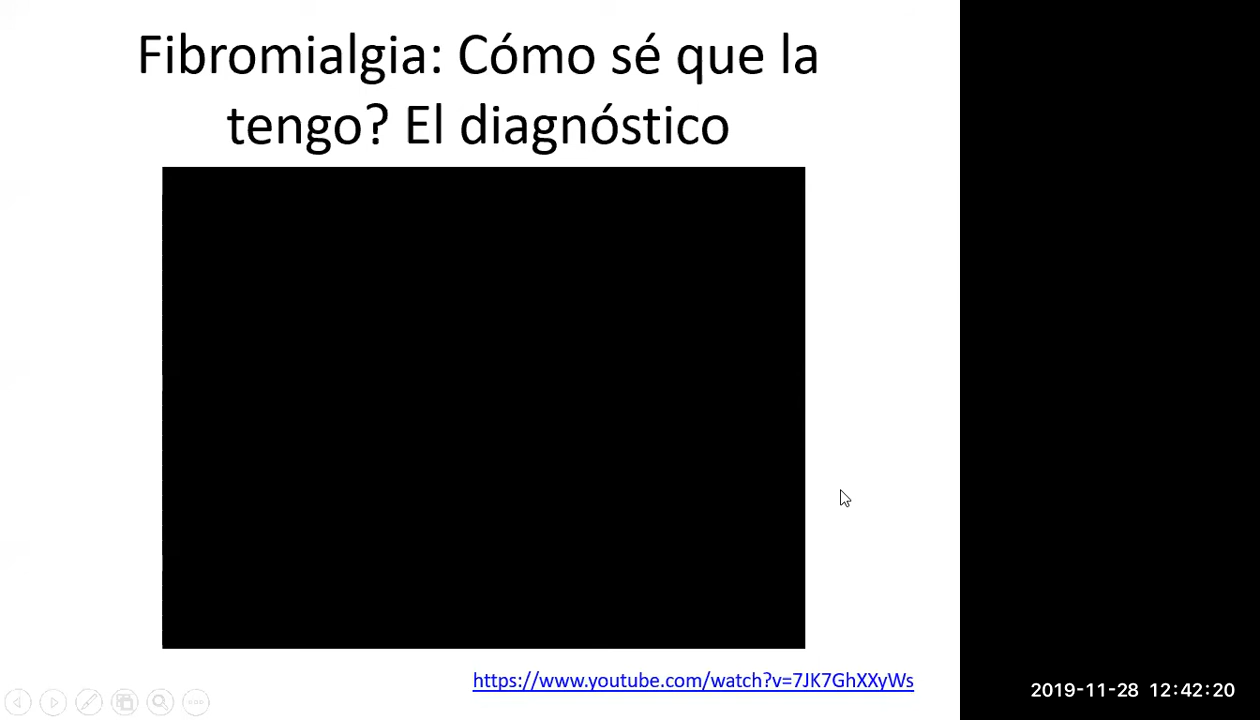 Fibromialgia: Cómo sé que la
tengo? El diagnóstico
https://www.youtube.com/watch?v=7JK7GhXXyWs
2019-11-28 12:42:20